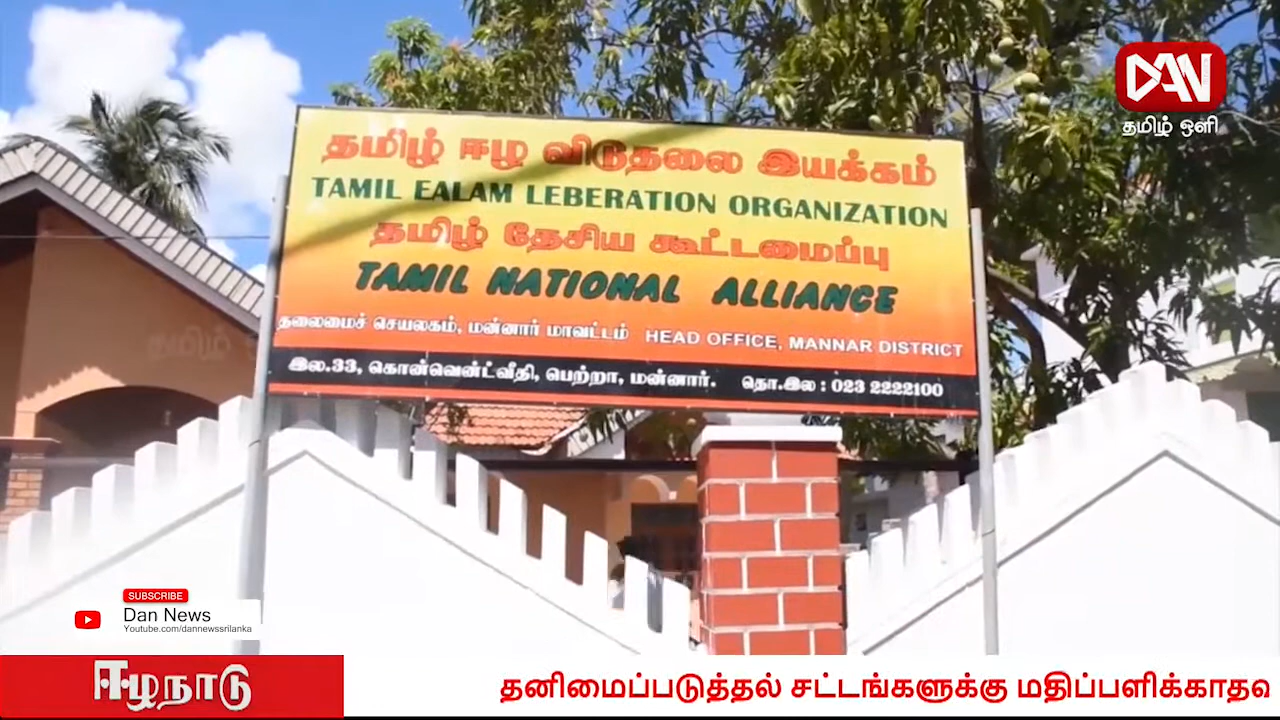 தமிழ் ஈழ விடுதலை இயக்கம்
TAMIL EALAM LEBERATION ORGANIZATION
தமிழ் தேசிய கூட்டமைப்பு
TAMIL NATIONAL ALLIANCE
தலைமைச் செயலகம், மன்னார் மாவட்டம் HEAD OFFICE, MANNAR DISTRICT
இல.33, கொன்வென்ட்வீதி, பெற்றா, மன்னார். தொ.இல : 023 2222100
DAN
தமிழ் ஒளி
தமிழ்
SUBSCRIBE
Dan News
Youtube.com/dannewssrilanka
ஈழநாடு
தனிமைப்படுத்தல் சட்டங்களுக்கு மதிப்பளிக்காதவ